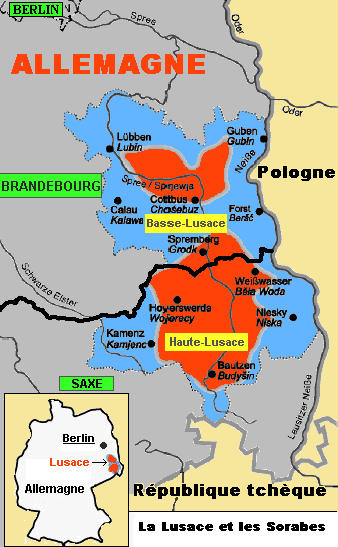 BERLIN
Spree
Oder
ALLEMAGNE
Oder
Lübben
Lubin
Guben
Gubin
Neiße
Pologne
BRANDEBOURG
Spree / Sprjewja
Cottbus
Chośebuz
Calau
Kalawa
Forst
Baršć
Basse-Lusace
Spremberg
Grodk
Schwarze Elster
Weißwasser
Běła Woda
Hoyerswerda
Wojerecy
Niesky
Niska
Kamenz
Kamjenc
Haute-Lusace
Bautzen
Budyšin
SAXE
Lausitzer Neiße
Berlin
Lusace
Allemagne
République tchèque
La Lusace et les Sorabes